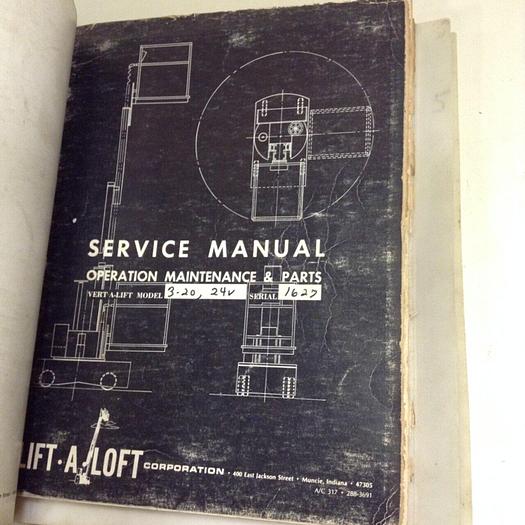 SERVICE MANUAL
OPERATION MAINTENANCE & PARTS
VERT-A-LIFT MODEL 3-20, 24V SERIAL 1627
LIFT•A•LOFT CORPORATION • 400 East Jackson Street • Muncie, Indiana • 47305
A/C 317 • 288-3691